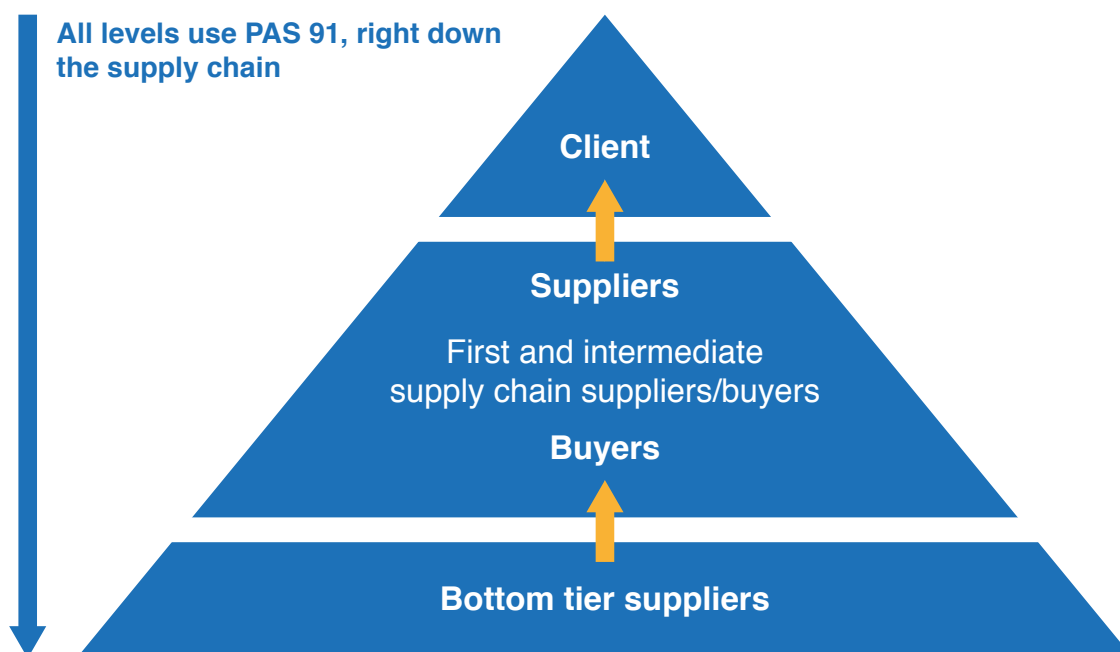 All levels use PAS 91, right down
the supply chain
Client
Suppliers
First and intermediate
supply chain suppliers/buyers
Buyers
Bottom tier suppliers